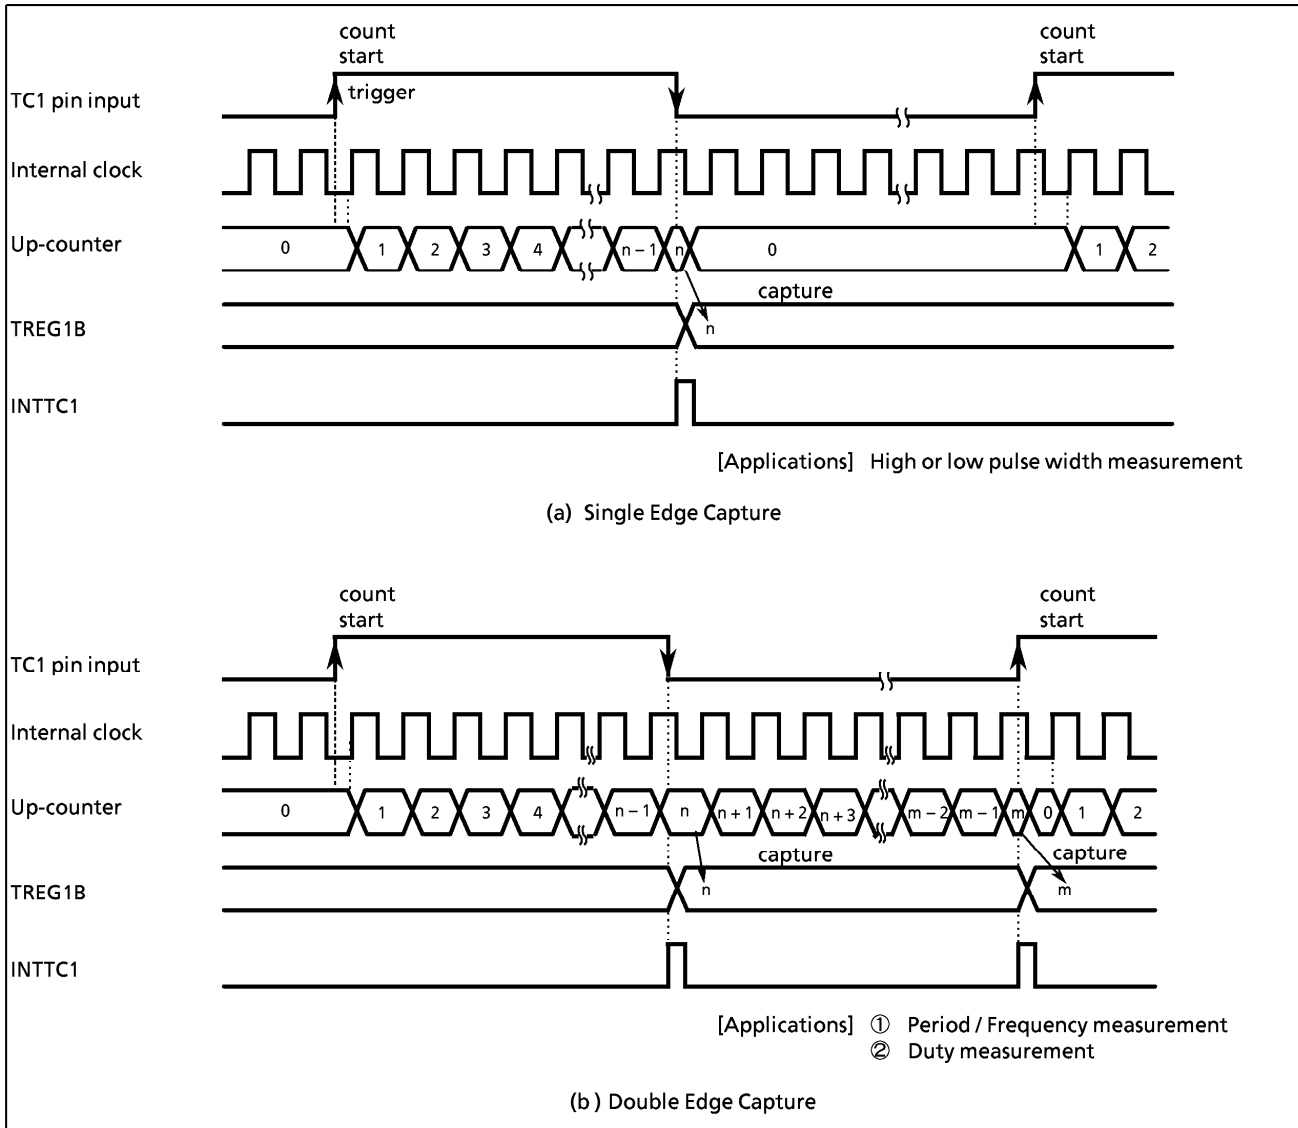 count
start
count
start
TC1 pin input
trigger
Internal clock
Up-counter
0 1 2 3 4 n – 1 n 0 1 2
capture
TREG1B
n
INTTC1
[Applications] High or low pulse width measurement
(a) Single Edge Capture
count
start
count
start
TC1 pin input
Internal clock
Up-counter
0 1 2 3 4 n – 1 n n + 1 n + 2 n + 3 m – 2 m – 1 m 0 1 2
capture
capture
TREG1B
n
m
INTTC1
[Applications] ① Period / Frequency measurement
② Duty measurement
(b ) Double Edge Capture